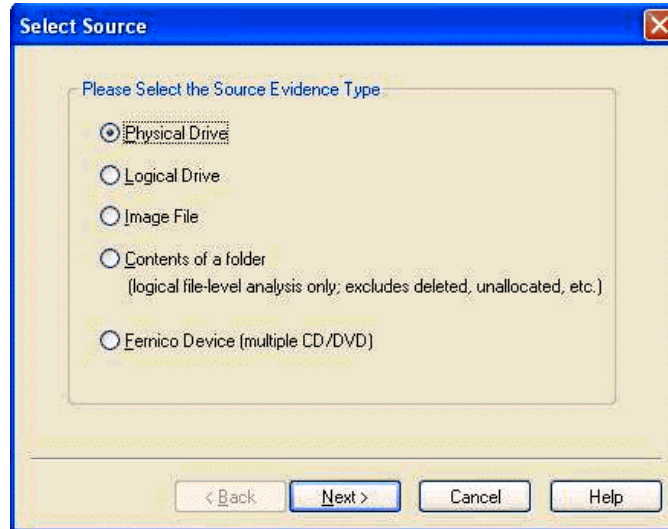 Select Source
Please Select the Source Evidence Type
Physical Drive
Logical Drive
Image File
Contents of a folder
(logical file-level analysis only; excludes deleted, unallocated, etc.)
Fernico Device (multiple CD/DVD)
< Back
Next >
Cancel
Help